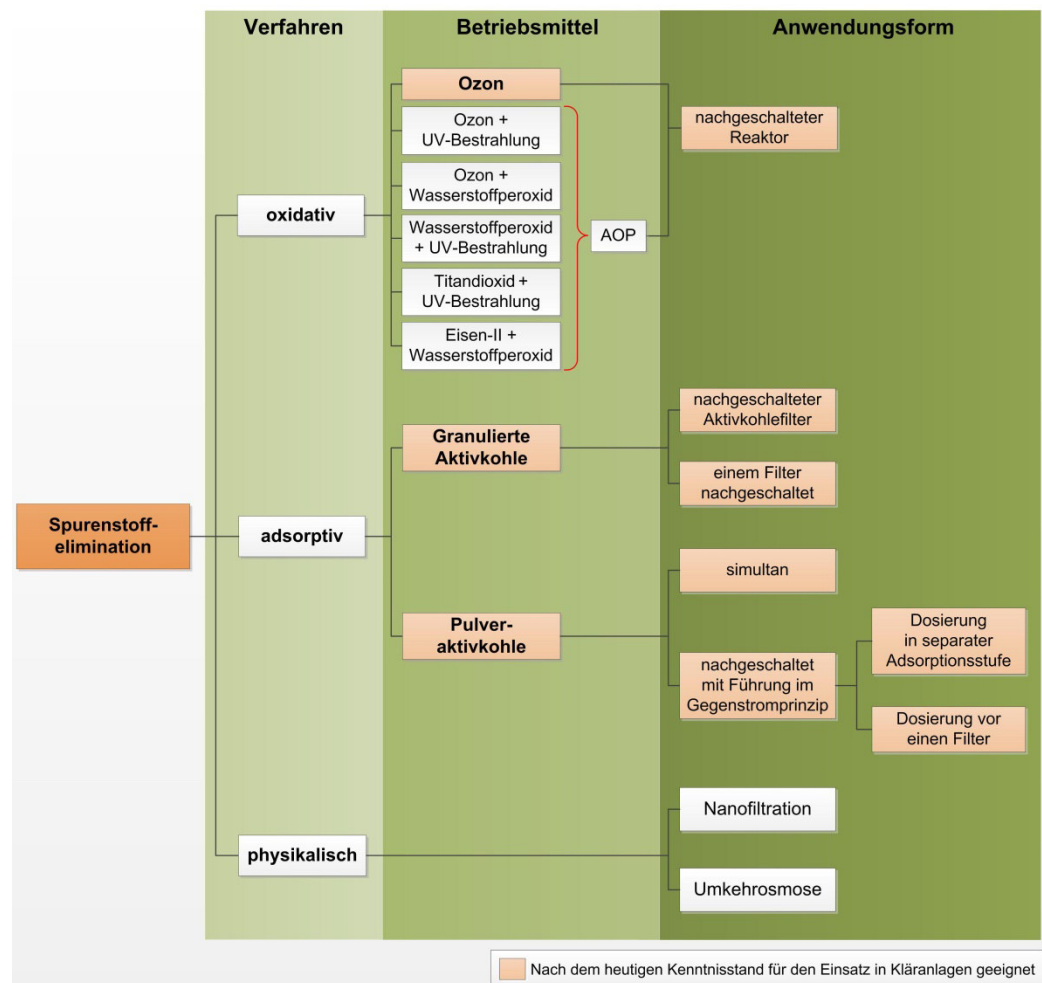 Verfahren
Betriebsmittel
Anwendungsform
Ozon
Ozon +
UV-Bestrahlung
Ozon +
Wasserstoffperoxid
Wasserstoffperoxid
+ UV-Bestrahlung
Titandioxid +
UV-Bestrahlung
Eisen-II +
Wasserstoffperoxid
AOP
nachgeschalteter
Reaktor
oxidativ
Granulierte
Aktivkohle
nachgeschalteter
Aktivkohlefilter
einem Filter
nachgeschaltet
Spurenstoff-
elimination
adsorptiv
simultan
Pulver-
aktivkohle
nachgeschaltet
mit Führung im
Gegenstromprinzip
Dosierung
in separater
Adsorptionsstufe
Dosierung vor
einen Filter
physikalisch
Nanofiltration
Umkehrosmose
Nach dem heutigen Kenntnisstand für den Einsatz in Kläranlagen geeignet